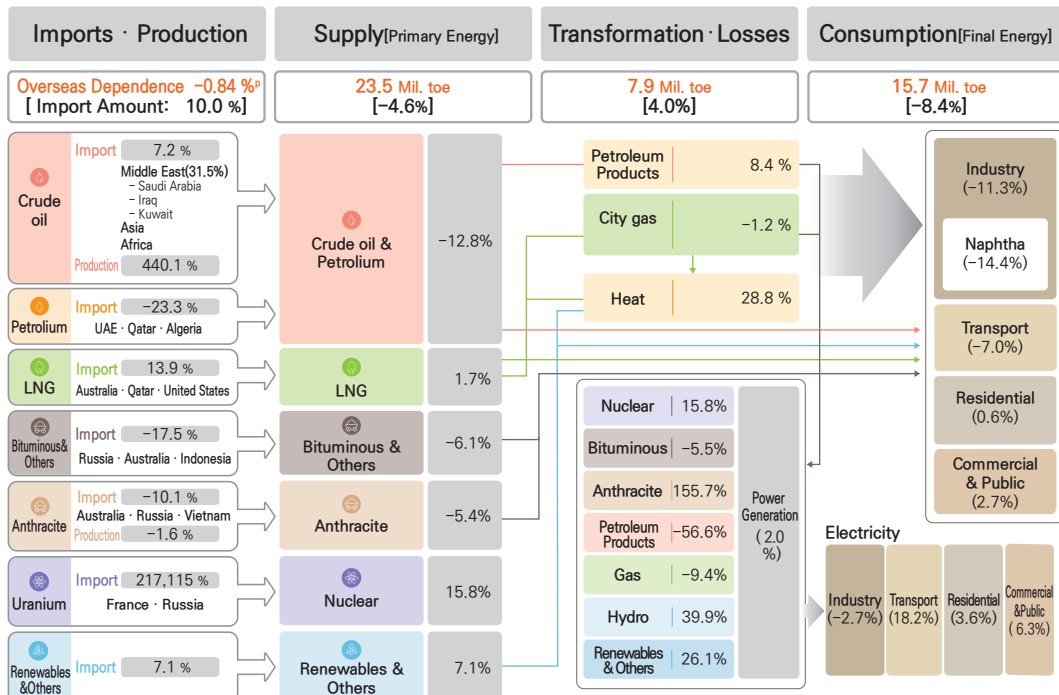 Imports · Production
Supply[Primary Energy]
Transformation · Losses
Consumption[Final Energy]
Overseas Dependence −0.84 %ᵖ
[ Import Amount: 10.0 %]
23.5 Mil. toe
[−4.6%]
7.9 Mil. toe
[4.0%]
15.7 Mil. toe
[−8.4%]
Crude
oil
Import 7.2 %
Middle East(31.5%)
− Saudi Arabia
− Iraq
− Kuwait
Asia
Africa
Production 440.1 %
Petrolium
Import −23.3 %
UAE · Qatar · Algeria
LNG
Import 13.9 %
Australia · Qatar · United States
Bituminous&
Others
Import −17.5 %
Russia · Australia · Indonesia
Anthracite
Import −10.1 %
Australia · Russia · Vietnam
Production −1.6 %
Uranium
Import 217,115 %
France · Russia
Renewables
&Others
Import 7.1 %
Crude oil &
Petrolium
−12.8%
LNG
1.7%
Bituminous &
Others
−6.1%
Anthracite
−5.4%
Nuclear
15.8%
Renewables &
Others
7.1%
Petroleum
Products
8.4 %
City gas
−1.2 %
Heat
28.8 %
Nuclear 15.8%
Bituminous −5.5%
Anthracite 155.7%
Petroleum
Products
−56.6%
Gas −9.4%
Hydro 39.9%
Renewables
& Others
26.1%
Power
Generation
( 2.0
%)
Industry
(−11.3%)
Naphtha
(−14.4%)
Transport
(−7.0%)
Residential
(0.6%)
Commercial
& Public
(2.7%)
Electricity
Industry
(−2.7%)
Transport
(18.2%)
Residential
(3.6%)
Commercial
&Public
( 6.3%)